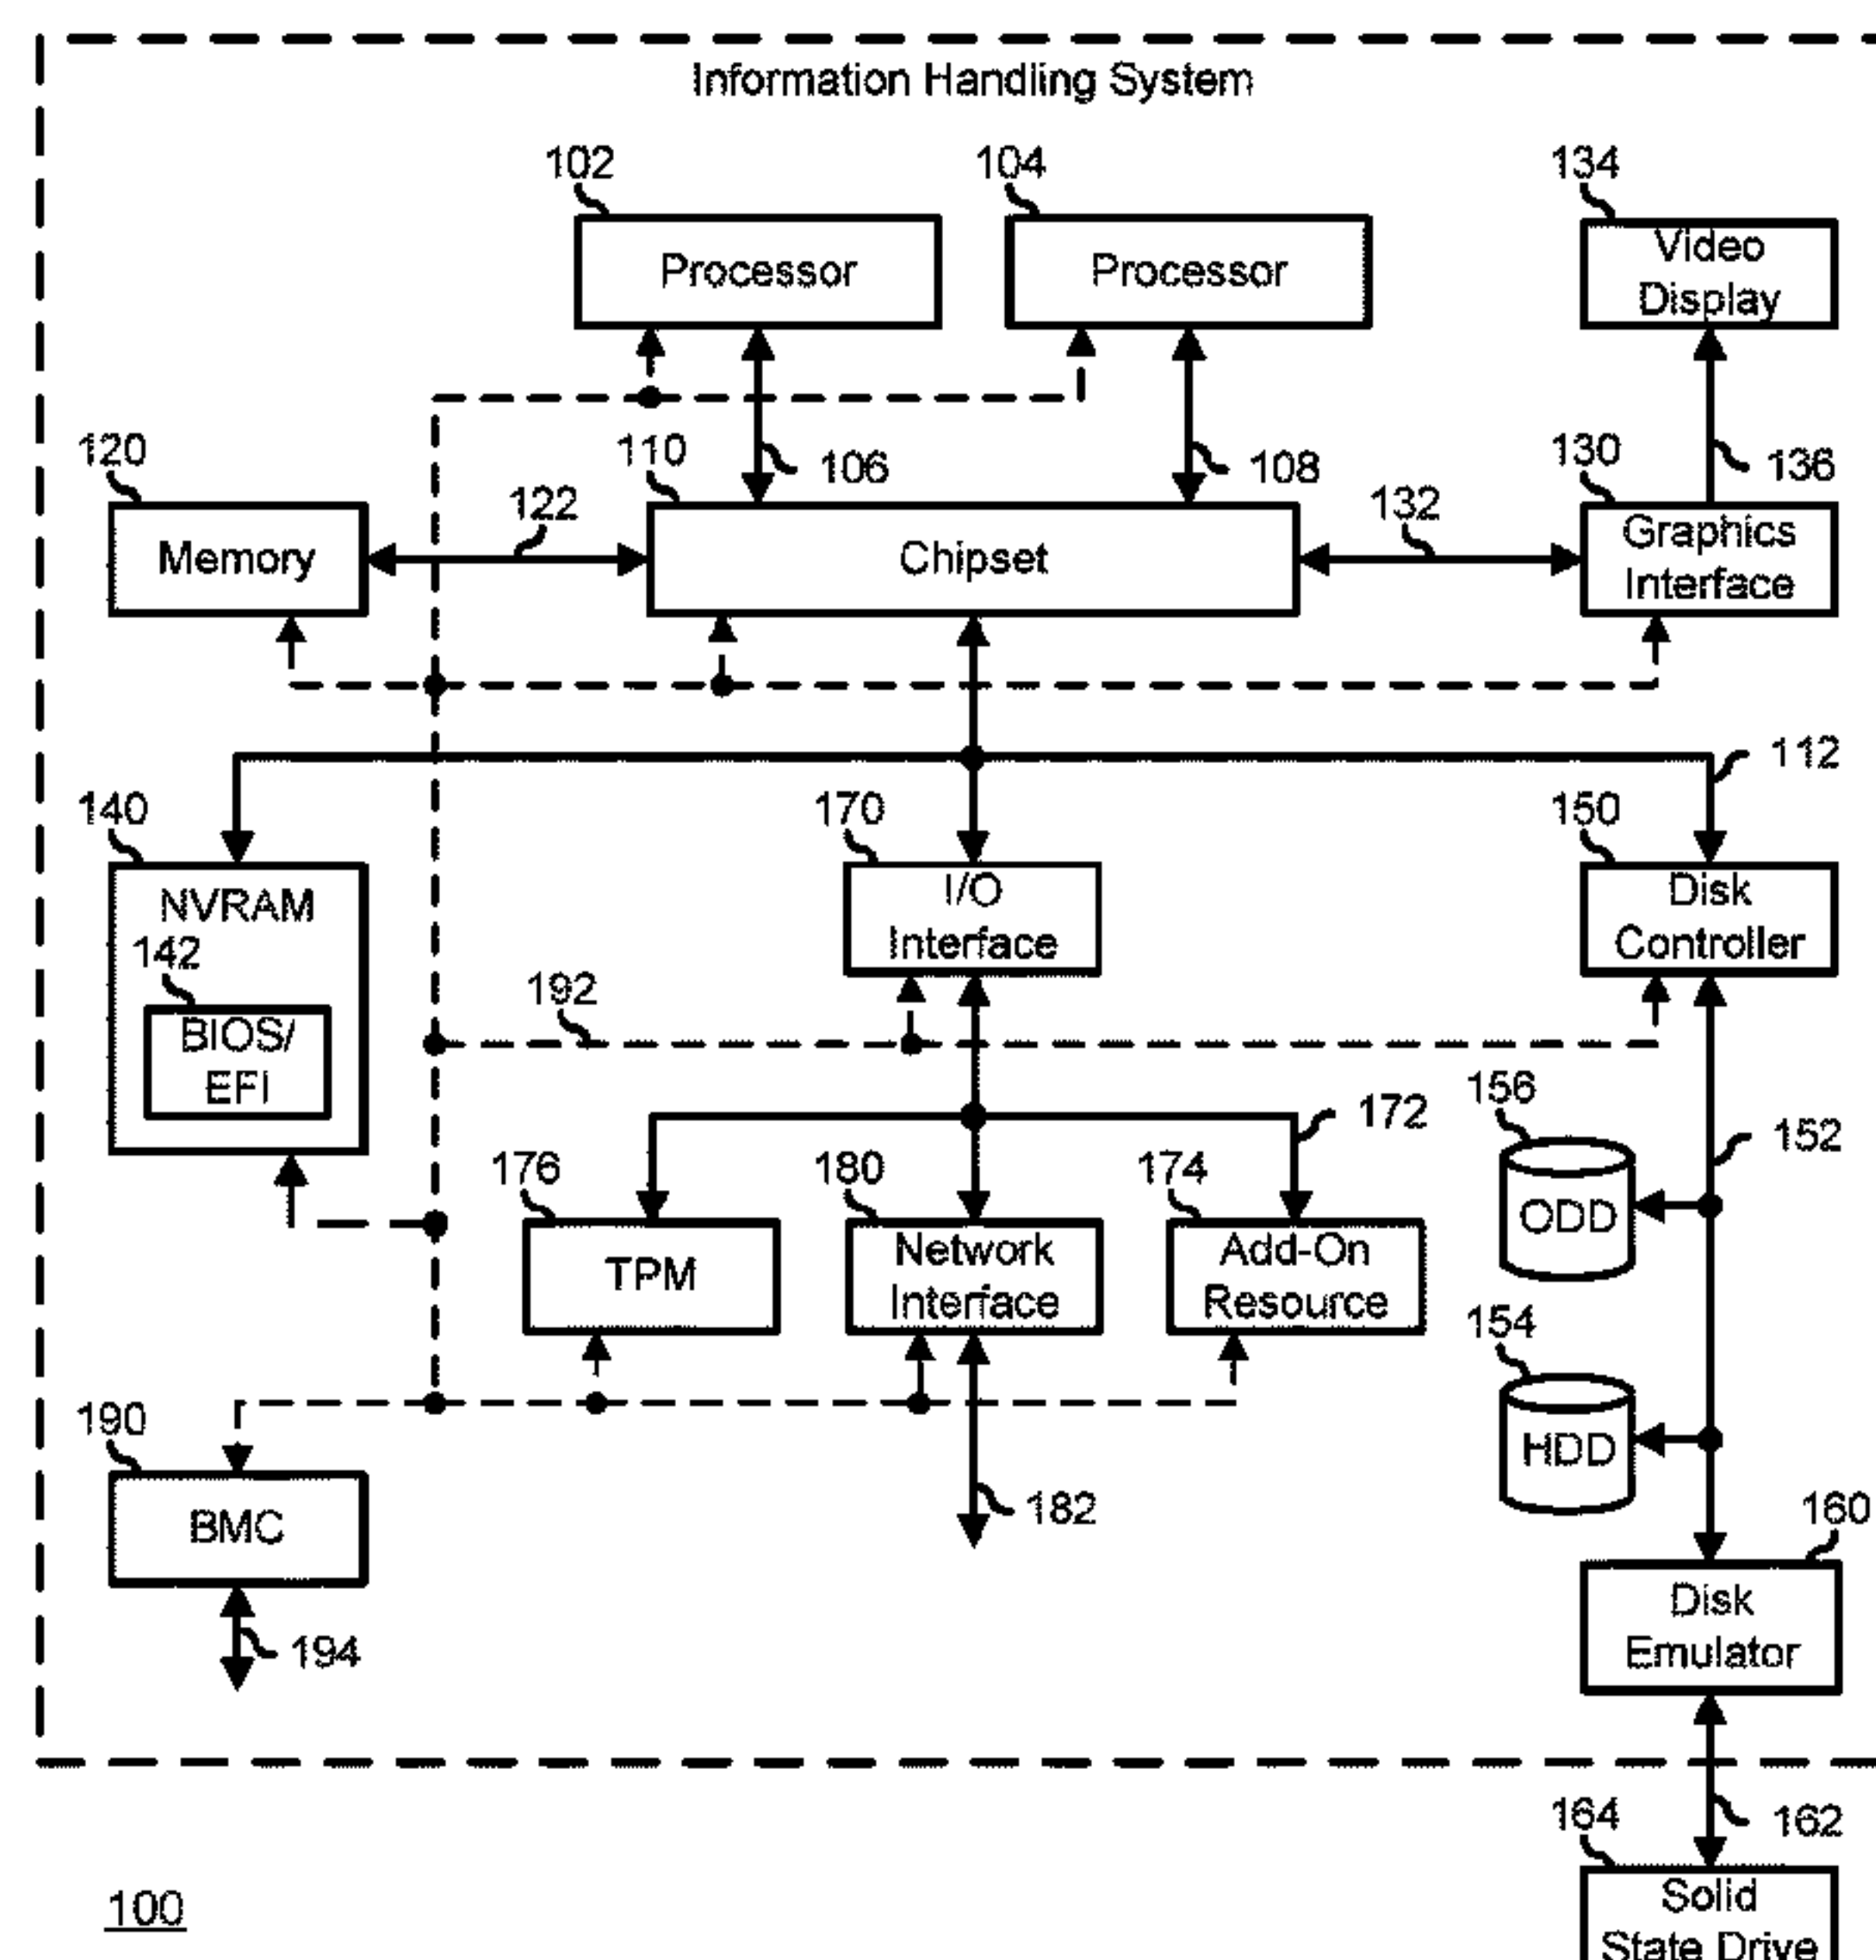 Information Handling System
102
104
134
Processor
Processor
Video
Display
120
110
106
108
130
136
122
132
Memory
Chipset
Graphics
Interface
112
140
170
150
NVRAM
I/O
Interface
Disk
Controller
142
BIOS/
EFI
192
156
172
152
176
180
174
ODD
TPM
Network
Interface
Add-On
Resource
154
190
HDD
BMC
182
160
194
Disk
Emulator
164
162
100
Solid
State Drive